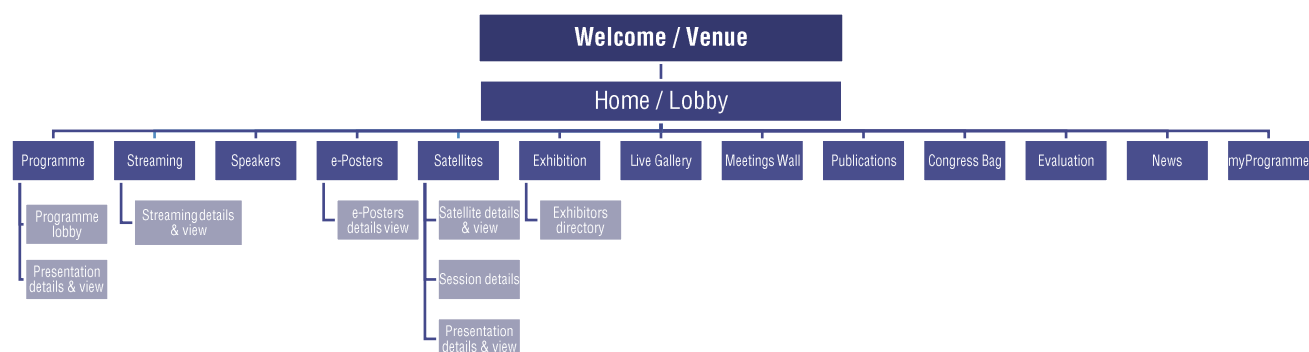 Welcome / Venue
Home / Lobby
Programme
Streaming
Speakers
e-Posters
Satellites
Exhibition
Live Gallery
Meetings Wall
Publications
Congress Bag
Evaluation
News
myProgramme
Programme
lobby
Streaming details
& view
e-Posters
details view
Satellite details
& view
Exhibitors
directory
Presentation
details & view
Session details
Presentation
details & view